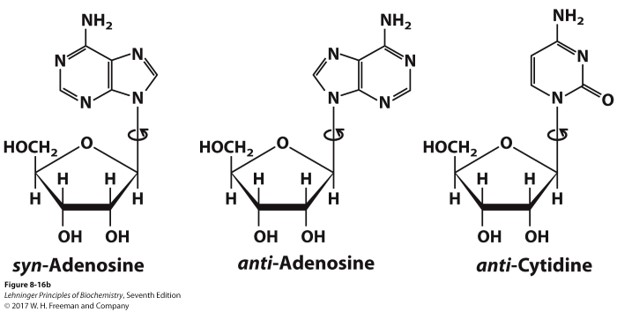 NH₂
N
N
N
N
HOCH₂
O
H
H
H
H
OH
OH
syn-Adenosine
NH₂
N
N
N
N
HOCH₂
O
H
H
H
H
OH
OH
anti-Adenosine
NH₂
N
N
O
HOCH₂
O
H
H
H
H
OH
OH
anti-Cytidine
Figure 8-16b
Lehninger Principles of Biochemistry, Seventh Edition
© 2017 W. H. Freeman and Company